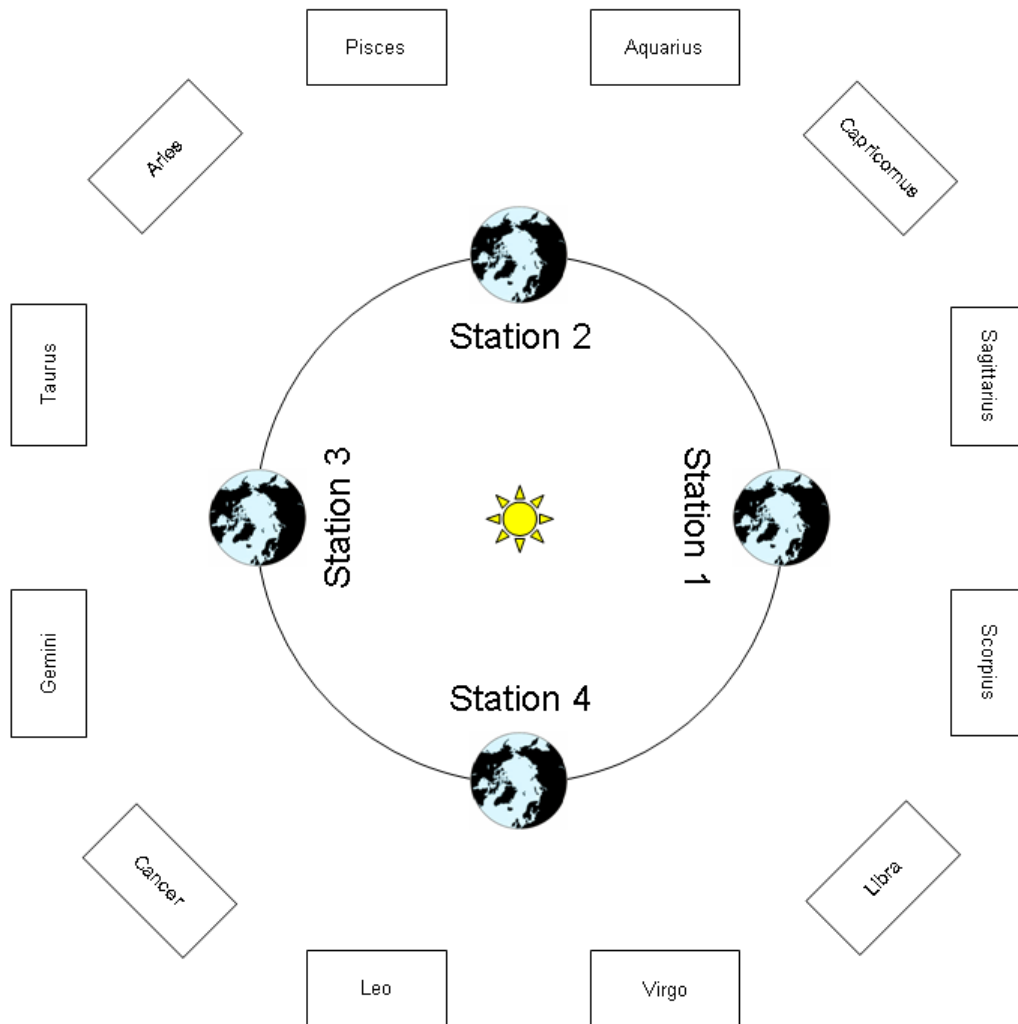 Pisces
Aquarius
Aries
Capricornus
Station 2
Taurus
Sagittarius
Station 3
Station 1
Gemini
Scorpius
Station 4
Cancer
Libra
Leo
Virgo